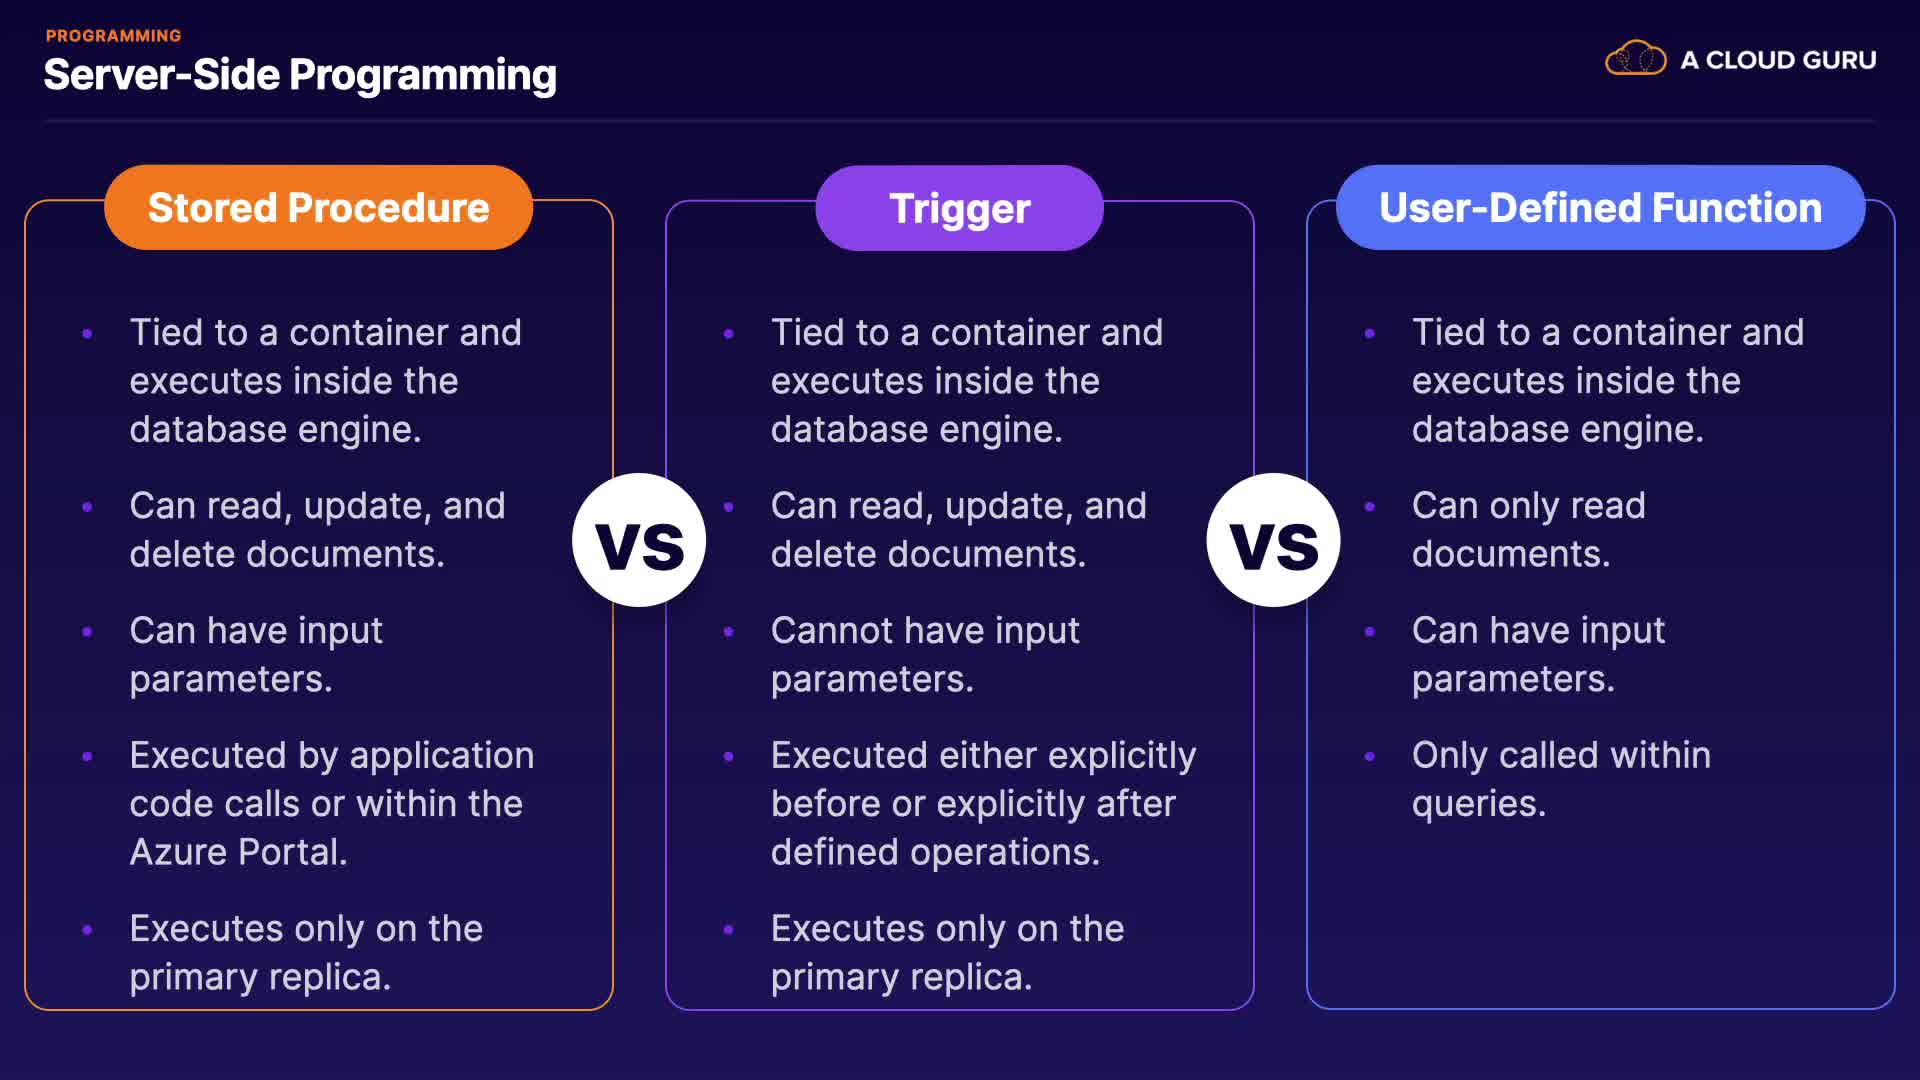 PROGRAMMING
Server-Side Programming
A CLOUD GURU
Stored Procedure
Tied to a container and
executes inside the
database engine.
Can read, update, and
delete documents.
Can have input
parameters.
Executed by application
code calls or within the
Azure Portal.
Executes only on the
primary replica.
VS
Trigger
Tied to a container and
executes inside the
database engine.
Can read, update, and
delete documents.
Cannot have input
parameters.
Executed either explicitly
before or explicitly after
defined operations.
Executes only on the
primary replica.
VS
User-Defined Function
Tied to a container and
executes inside the
database engine.
Can only read
documents.
Can have input
parameters.
Only called within
queries.